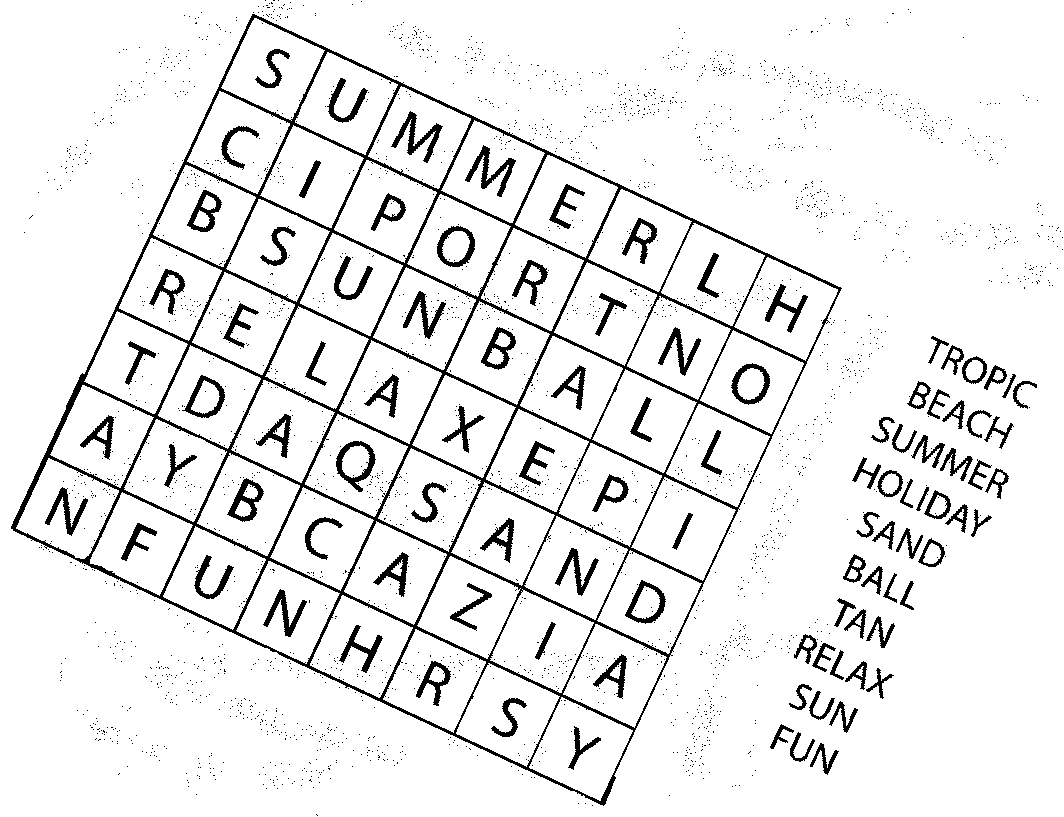 S U M M E R L H
C I P O R T N O
B S U N B A L L
R E L A X E P I
T D A Q S A N D
A Y B C A Z I A
N F U N H R S Y
TROPIC
BEACH
SUMMER
HOLIDAY
SAND
BALL
TAN
RELAX
SUN
FUN